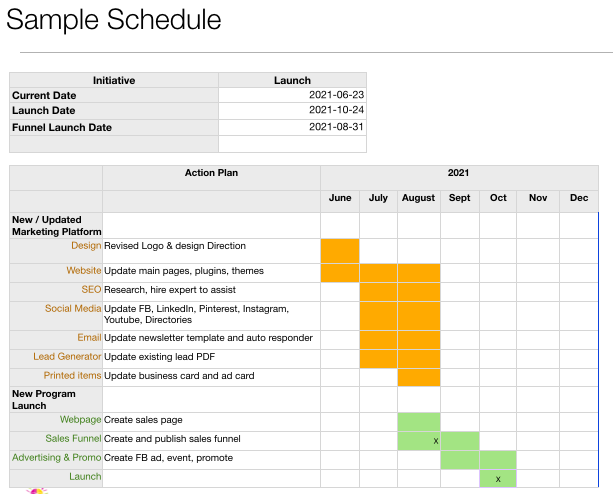 Sample Schedule
Initiative Launch
Current Date 2021-06-23
Launch Date 2021-10-24
Funnel Launch Date 2021-08-31
Action Plan 2021
June July August Sept Oct Nov Dec
New / Updated
Marketing Platform
Design Revised Logo & design Direction
Website Update main pages, plugins, themes
SEO Research, hire expert to assist
Social Media Update FB, LinkedIn, Pinterest, Instagram,
Youtube, Directories
Email Update newsletter template and auto responder
Lead Generator Update existing lead PDF
Printed items Update business card and ad card
New Program
Launch
Webpage Create sales page
Sales Funnel Create and publish sales funnel x
Advertising & Promo Create FB ad, event, promote
Launch x